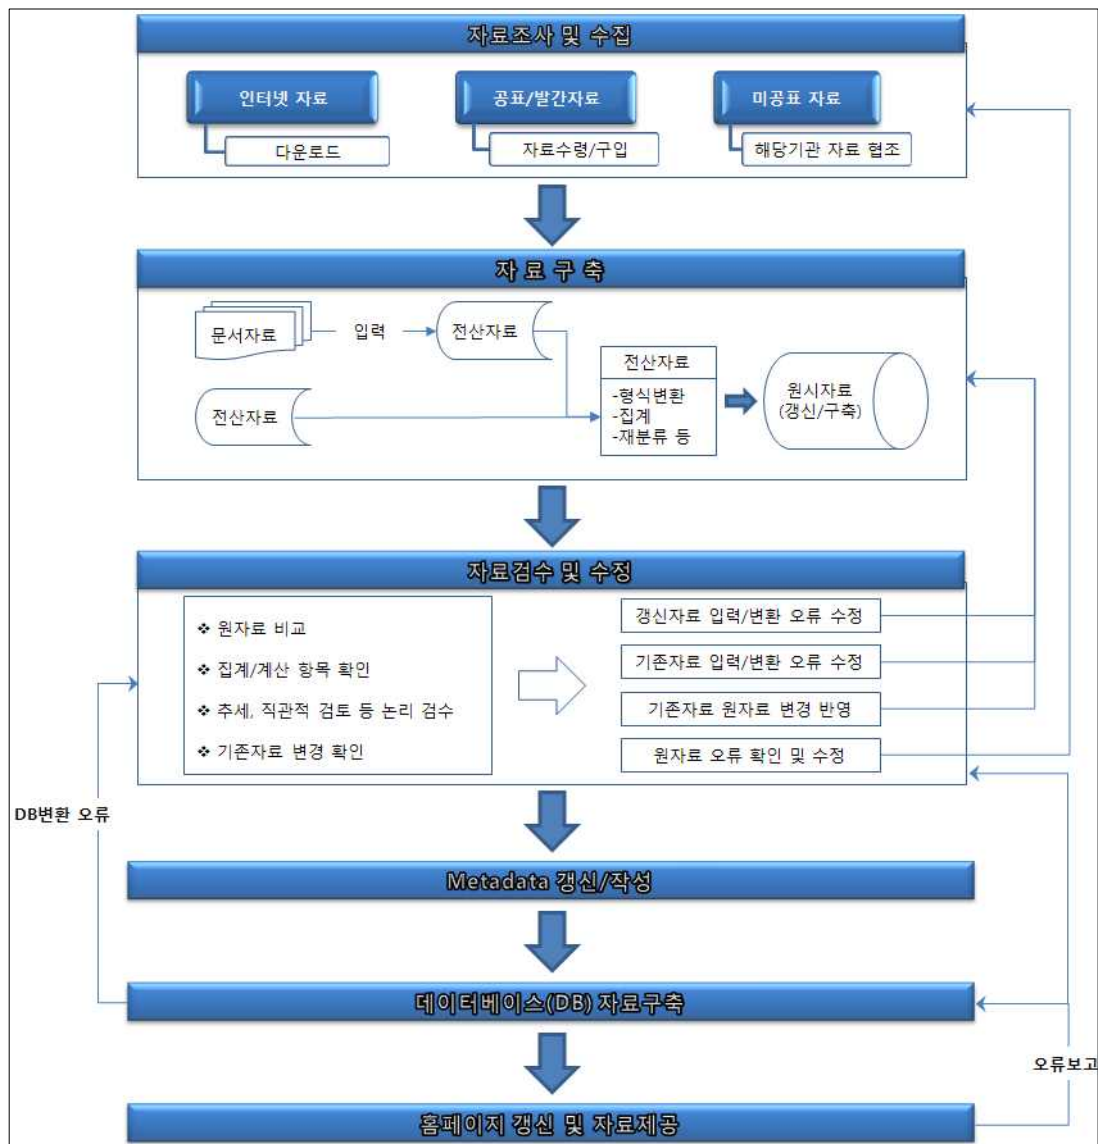 자료조사 및 수집
인터넷 자료
공표/발간자료
미공표 자료
다운로드
자료수령/구입
해당기관 자료 협조
자 료 구 축
문서자료
입력
전산자료
전산자료
전산자료
-형식변환
-집계
-재분류 등
원시자료
(갱신/구축)
자료검수 및 수정
❖ 원자료 비교
❖ 집계/계산 항목 확인
❖ 추세, 직관적 검토 등 논리 검수
❖ 기존자료 변경 확인
갱신자료 입력/변환 오류 수정
기존자료 입력/변환 오류 수정
기존자료 원자료 변경 반영
원자료 오류 확인 및 수정
DB변환 오류
Metadata 갱신/작성
데이터베이스(DB) 자료구축
오류보고
홈페이지 갱신 및 자료제공